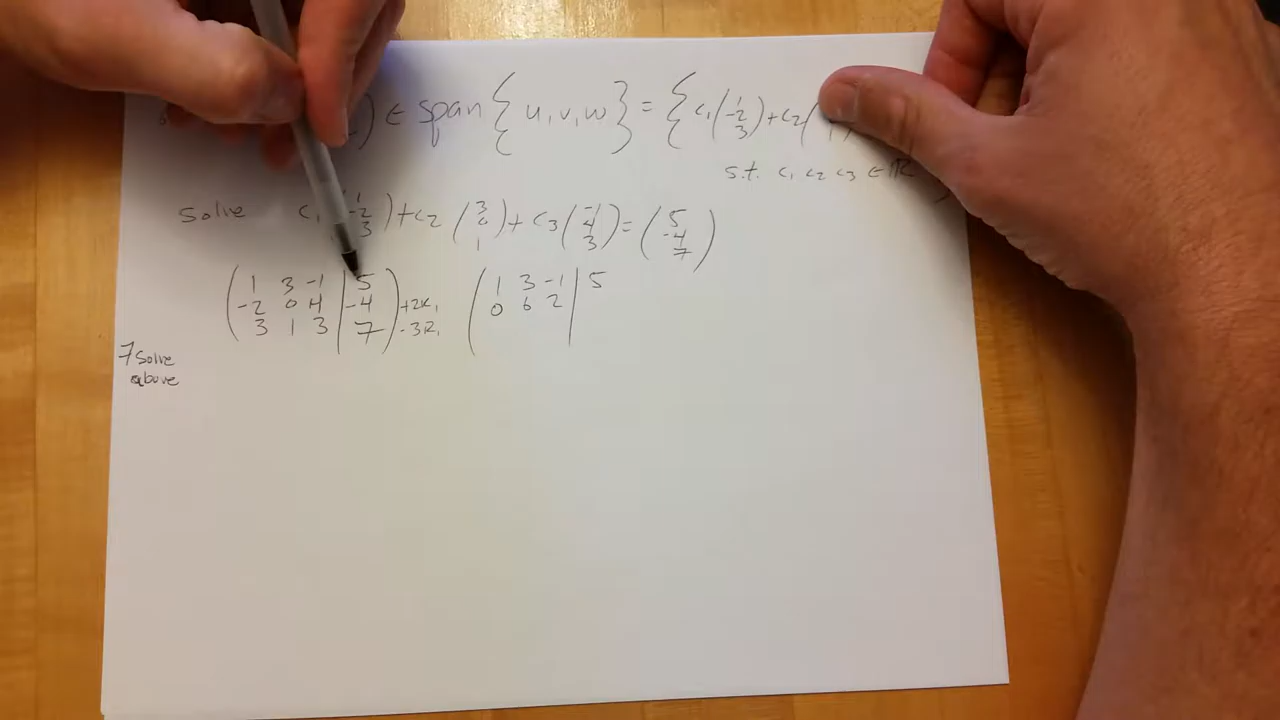 ) ∈ span { u, v, w } = { c₁ (1 -2 3) + c₂ (
s.t. c₁ c₂ c₃ ∈ ℝ
Solve c₁ (1 -2 3) + c₂ (3 0 1) + c₃ (-1 4 3) = (5 -4 7)
( 1 3 -1 | 5 ) ( 1 3 -1 | 5
-2 0 4 | -4 +2R₁ 0 6 2 |
3 1 3 | 7 -3R₁
7 Solve
above